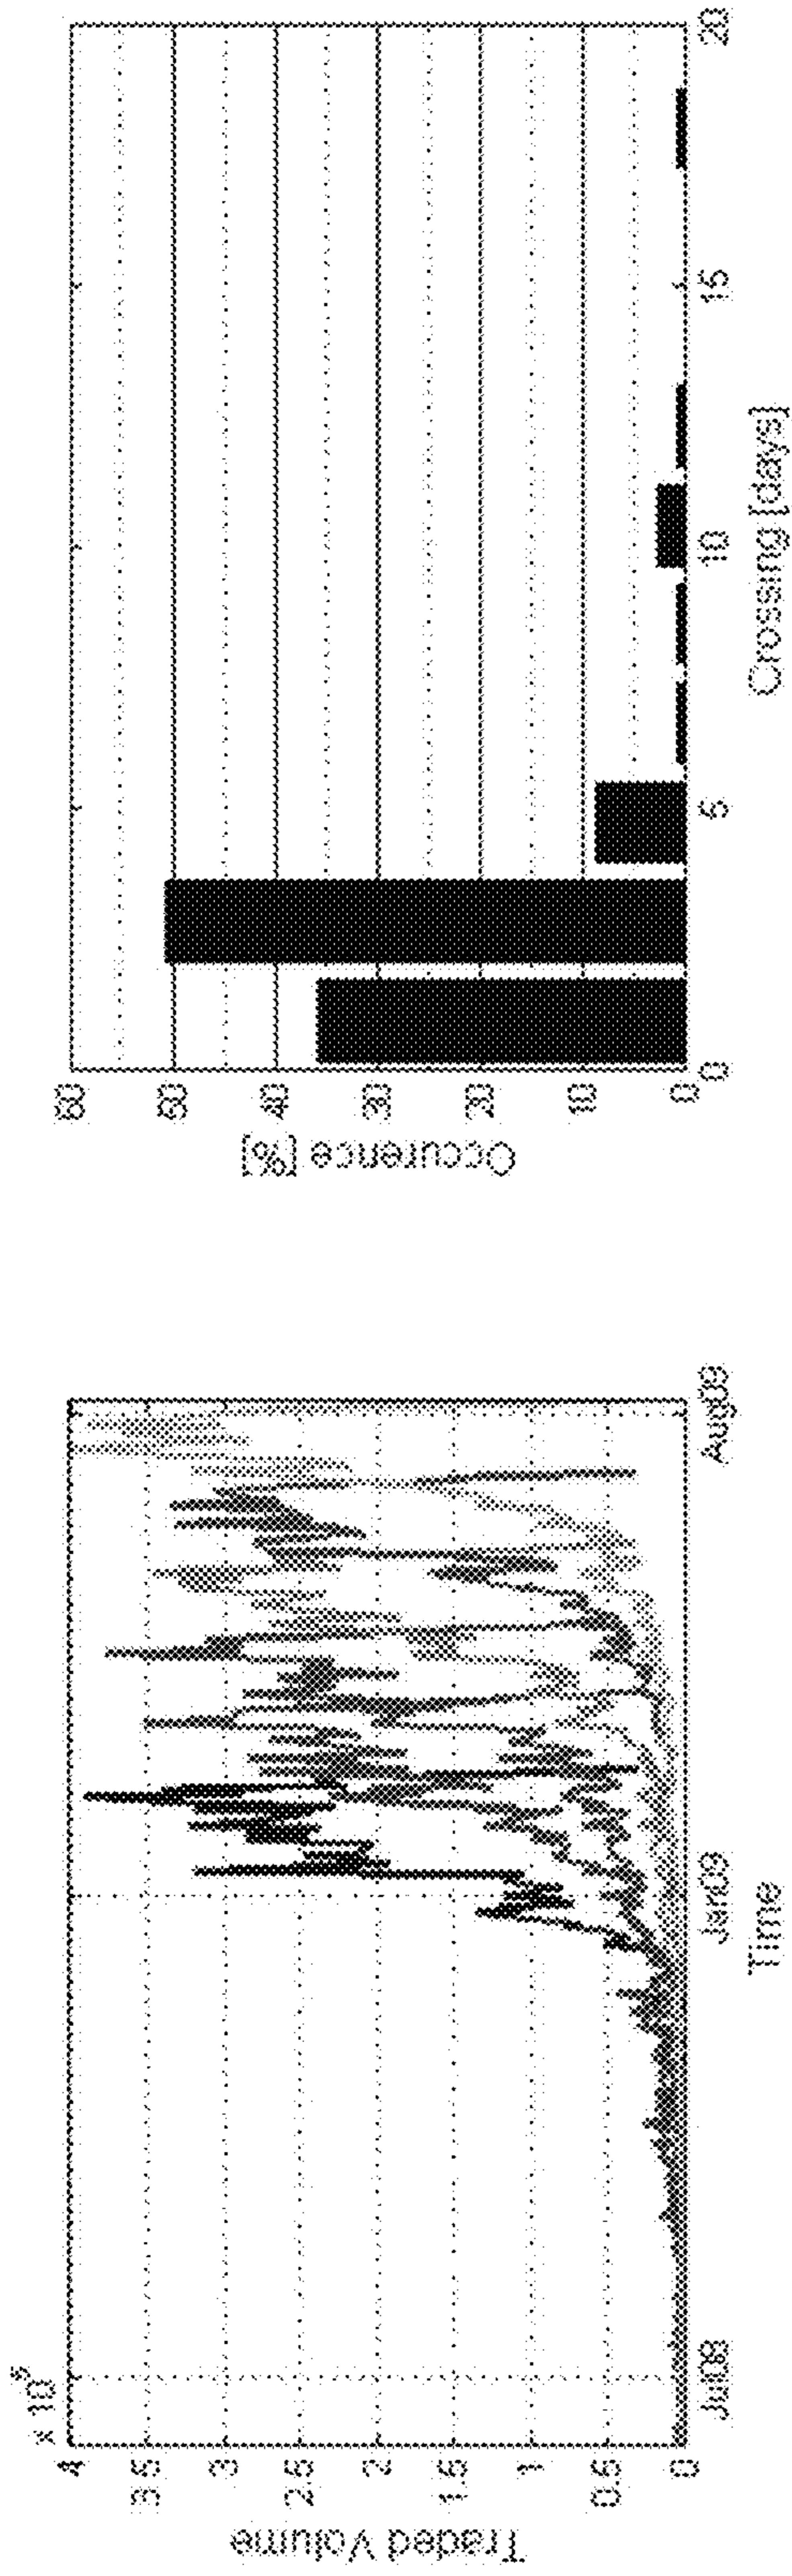 x 10⁵
4
3.5
3
2.5
2
1.5
1
0.5
0
Traded Volume
Jul08
Jan09
Aug09
Time
60
50
40
30
20
10
0
Occurence [%]
0
5
10
15
20
Crossing [days]